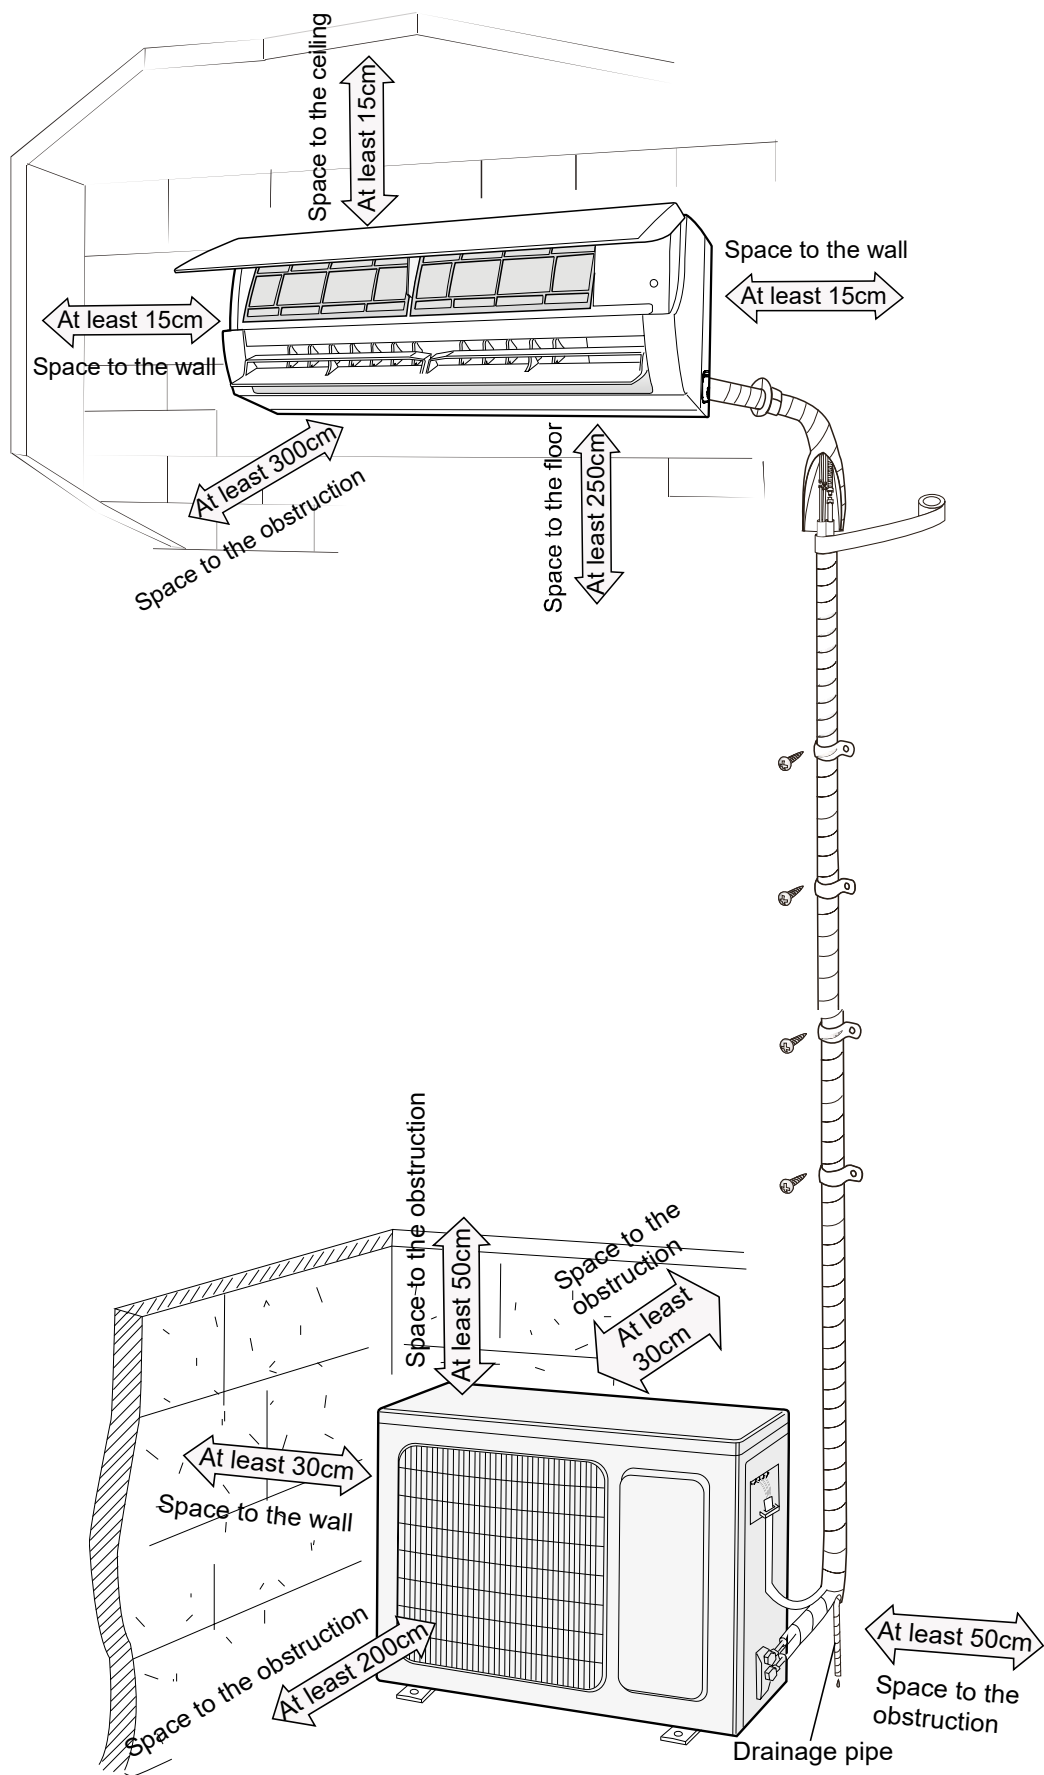 Space to the ceiling
At least 15cm
Space to the wall
At least 15cm
At least 15cm
Space to the wall
At least 300cm
Space to the obstruction
Space to the floor
At least 250cm
Space to the obstruction
At least 50cm
Space to the
obstruction
At least
30cm
At least 30cm
Space to the wall
Space to the obstruction
At least 200cm
At least 50cm
Space to the
obstruction
Drainage pipe